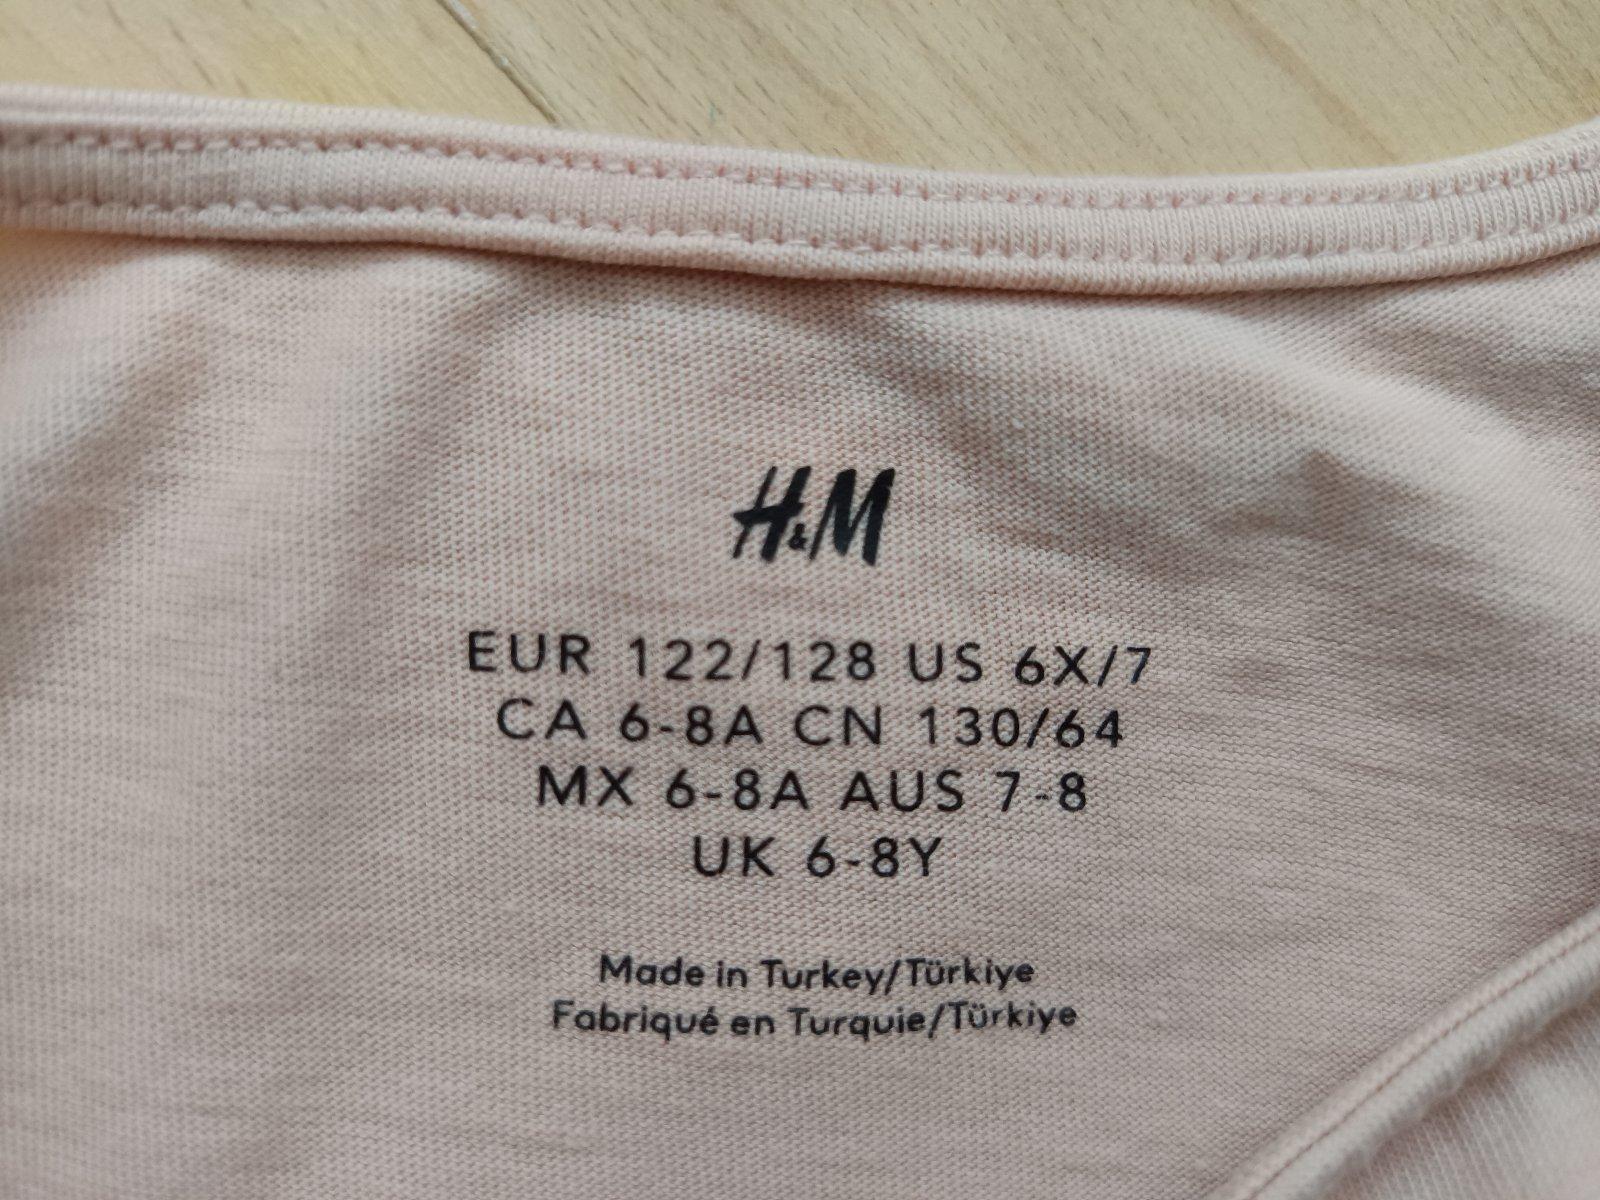 H&M
EUR 122/128 US 6X/7
CA 6-8A CN 130/64
MX 6-8A AUS 7-8
UK 6-8Y
Made in Turkey/Türkiye
Fabriqué en Turquie/Türkiye